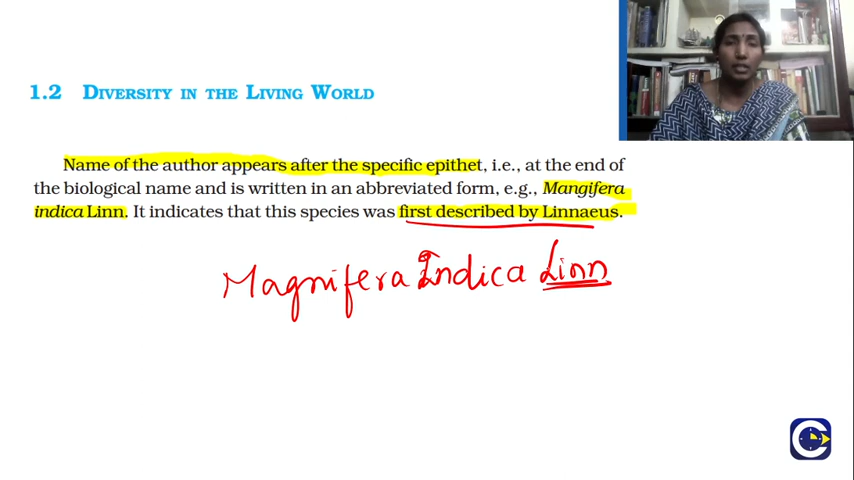 1.2 DIVERSITY IN THE LIVING WORLD
Name of the author appears after the specific epithet, i.e., at the end of
the biological name and is written in an abbreviated form, e.g., Mangifera
indica Linn. It indicates that this species was first described by Linnaeus.
Magnifera Indica Linn